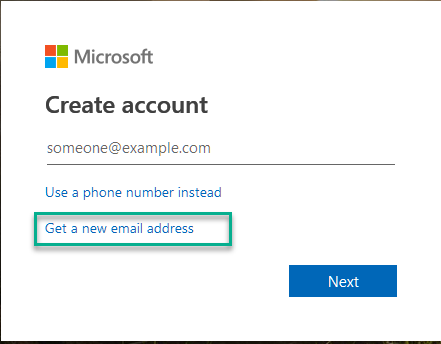 Microsoft
Create account
someone@example.com
Use a phone number instead
Get a new email address
Next